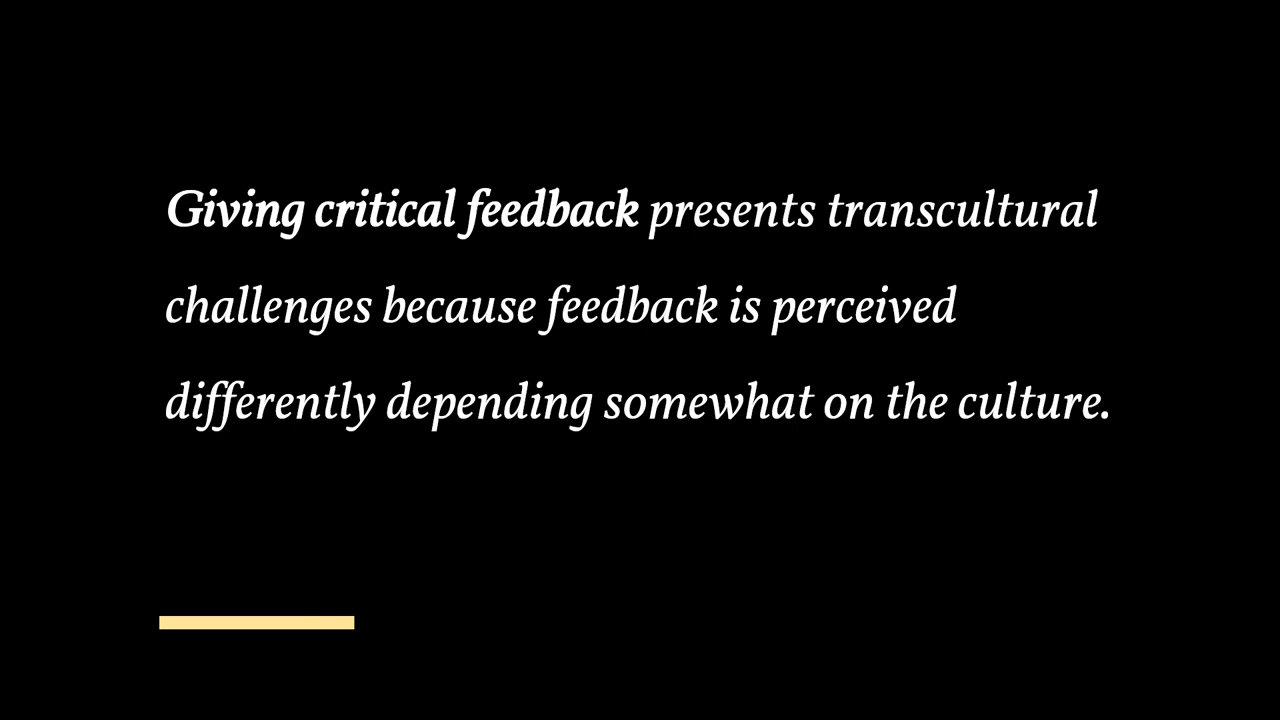 Giving critical feedback presents transcultural
challenges because feedback is perceived
differently depending somewhat on the culture.